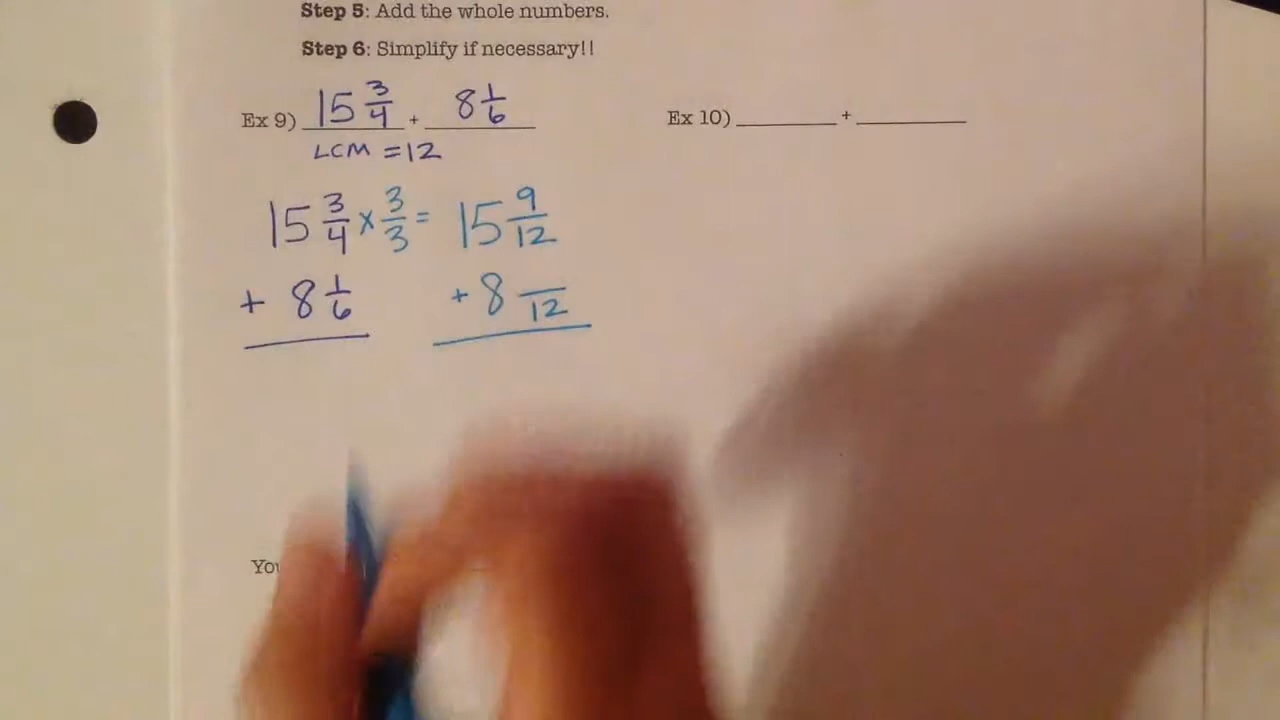 Step 5: Add the whole numbers.
Step 6: Simplify if necessary!!
Ex 9) 15 3/4 + 8 1/6
LCM = 12
15 3/4 × 3/3 = 15 9/12
+ 8 1/6 + 8 /12
Ex 10) ________ + ________